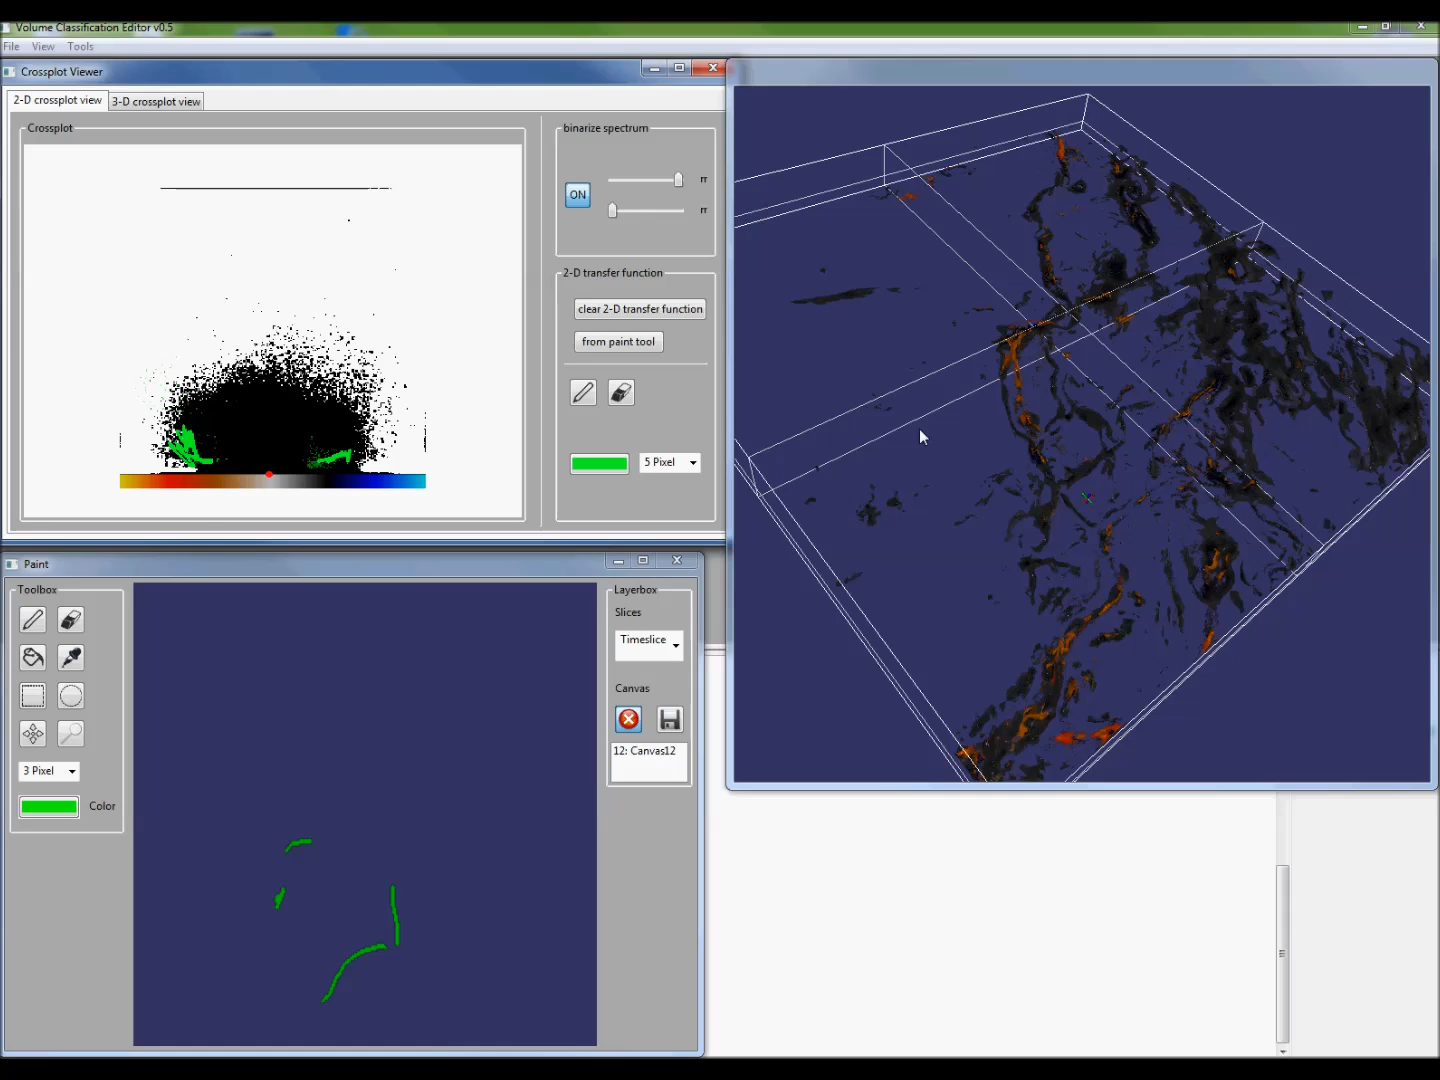 Volume Classification Editor v0.5
File View Tools
Crossplot Viewer
2-D crossplot view 3-D crossplot view
Crossplot
binarize spectrum
ON
2-D transfer function
clear 2-D transfer function
from paint tool
5 Pixel
Paint
Toolbox
Layerbox
Slices
Timeslice
Canvas
12: Canvas12
3 Pixel
Color